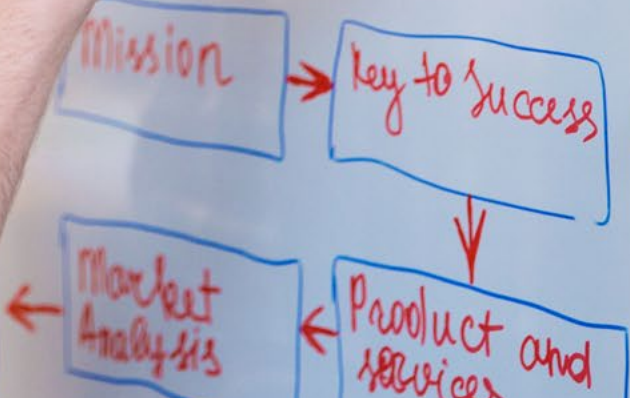 Mission
Key to Success
Product and
services
Market
Analysis